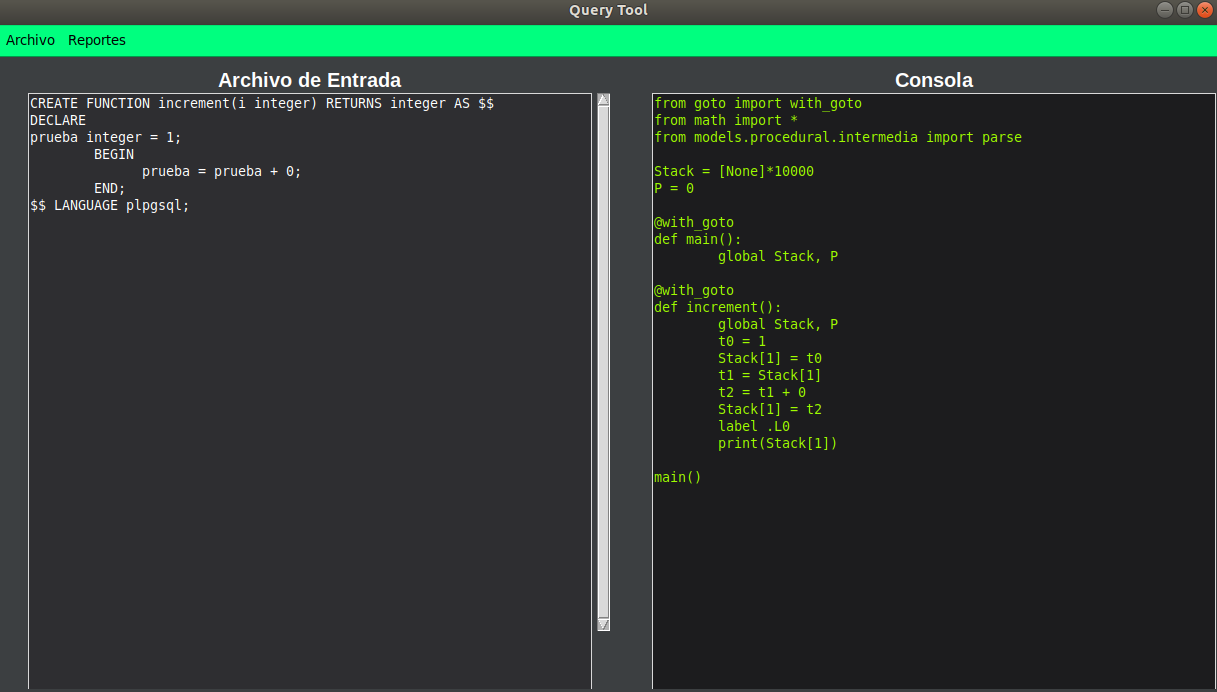 Query Tool
Archivo Reportes
Archivo de Entrada
CREATE FUNCTION increment(i integer) RETURNS integer AS $$
DECLARE
prueba integer = 1;
        BEGIN
              prueba = prueba + 0;
        END;
$$ LANGUAGE plpgsql;
Consola
from goto import with_goto
from math import *
from models.procedural.intermedia import parse

Stack = [None]*10000
P = 0

@with_goto
def main():
        global Stack, P

@with_goto
def increment():
        global Stack, P
        t0 = 1
        Stack[1] = t0
        t1 = Stack[1]
        t2 = t1 + 0
        Stack[1] = t2
        label .L0
        print(Stack[1])

main()